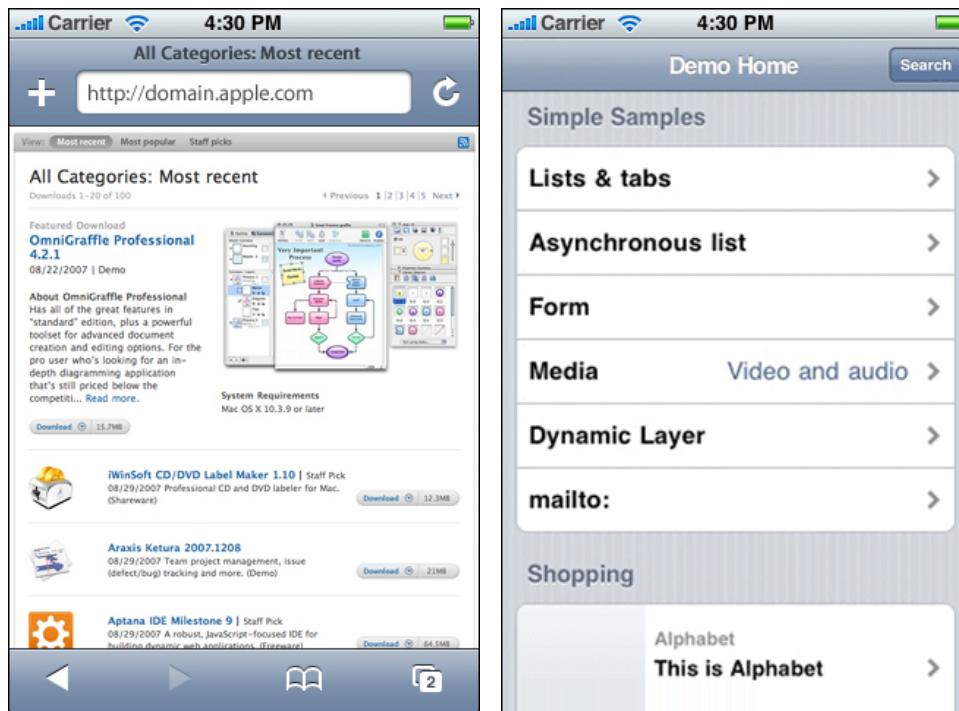 Carrier 4:30 PM
All Categories: Most recent
http://domain.apple.com
View: Most recent Most popular Staff picks
All Categories: Most recent
Downloads 1-20 of 100
Previous 1|2|3|4|5 Next
Featured Download
OmniGraffle Professional
4.2.1
08/22/2007 | Demo
About OmniGraffle Professional
Has all of the great features in
"standard" edition, plus a powerful
toolset for advanced document
creation and editing options. For the
pro user who's looking for an in-
depth diagramming application
that's still priced below the
competiti... Read more.
Download 15.7MB
Very Important
Process
System Requirements
Mac OS X 10.3.9 or later
iWinSoft CD/DVD Label Maker 1.10 | Staff Pick
08/29/2007 Professional CD and DVD labeler for Mac.
(Shareware)
Download 12.3MB
Araxis Ketura 2007.1208
08/29/2007 Team project management, issue
(defect/bug) tracking and more. (Demo)
Download 21MB
Aptana IDE Milestone 9 | Staff Pick
08/29/2007 A robust, JavaScript-focused IDE for
building dynamic web applications. (Freeware)
Download 64.5MB
2
Carrier 4:30 PM
Demo Home
Search
Simple Samples
Lists & tabs
Asynchronous list
Form
Media Video and audio
Dynamic Layer
mailto:
Shopping
Alphabet
This is Alphabet